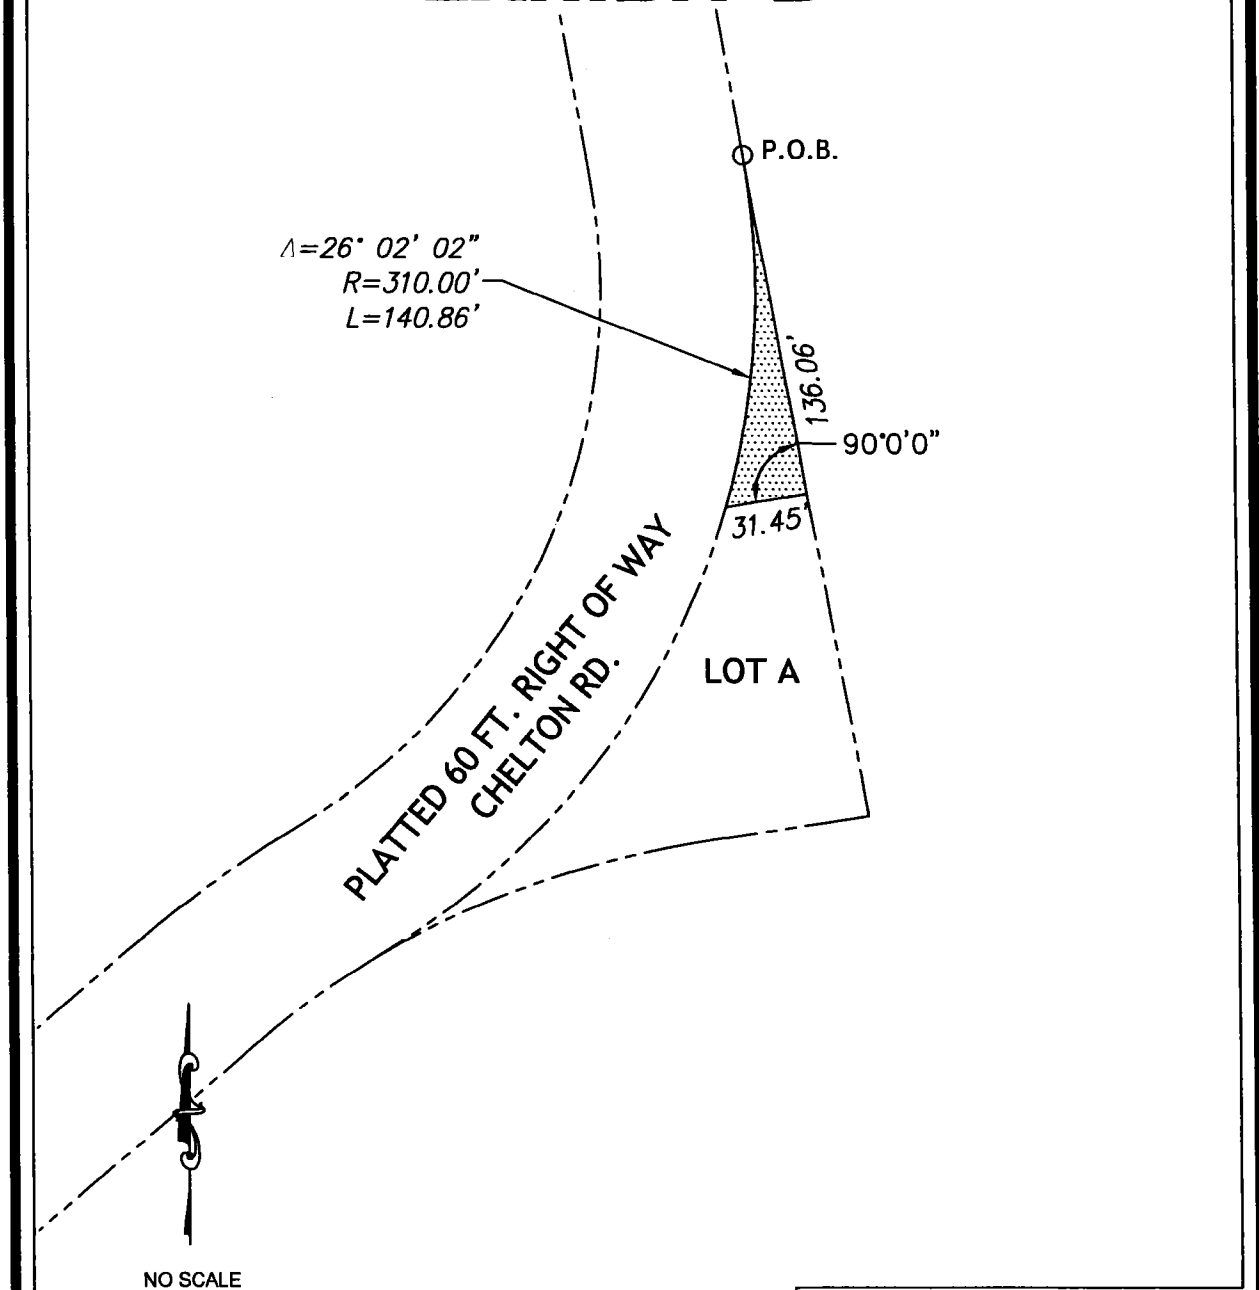 P.O.B.
Δ=26° 02' 02"
R=310.00'
L=140.86'
136.06'
90°0'0"
31.45'
PLATTED 60 FT. RIGHT OF WAY
CHELTON RD.
LOT A
NO SCALE